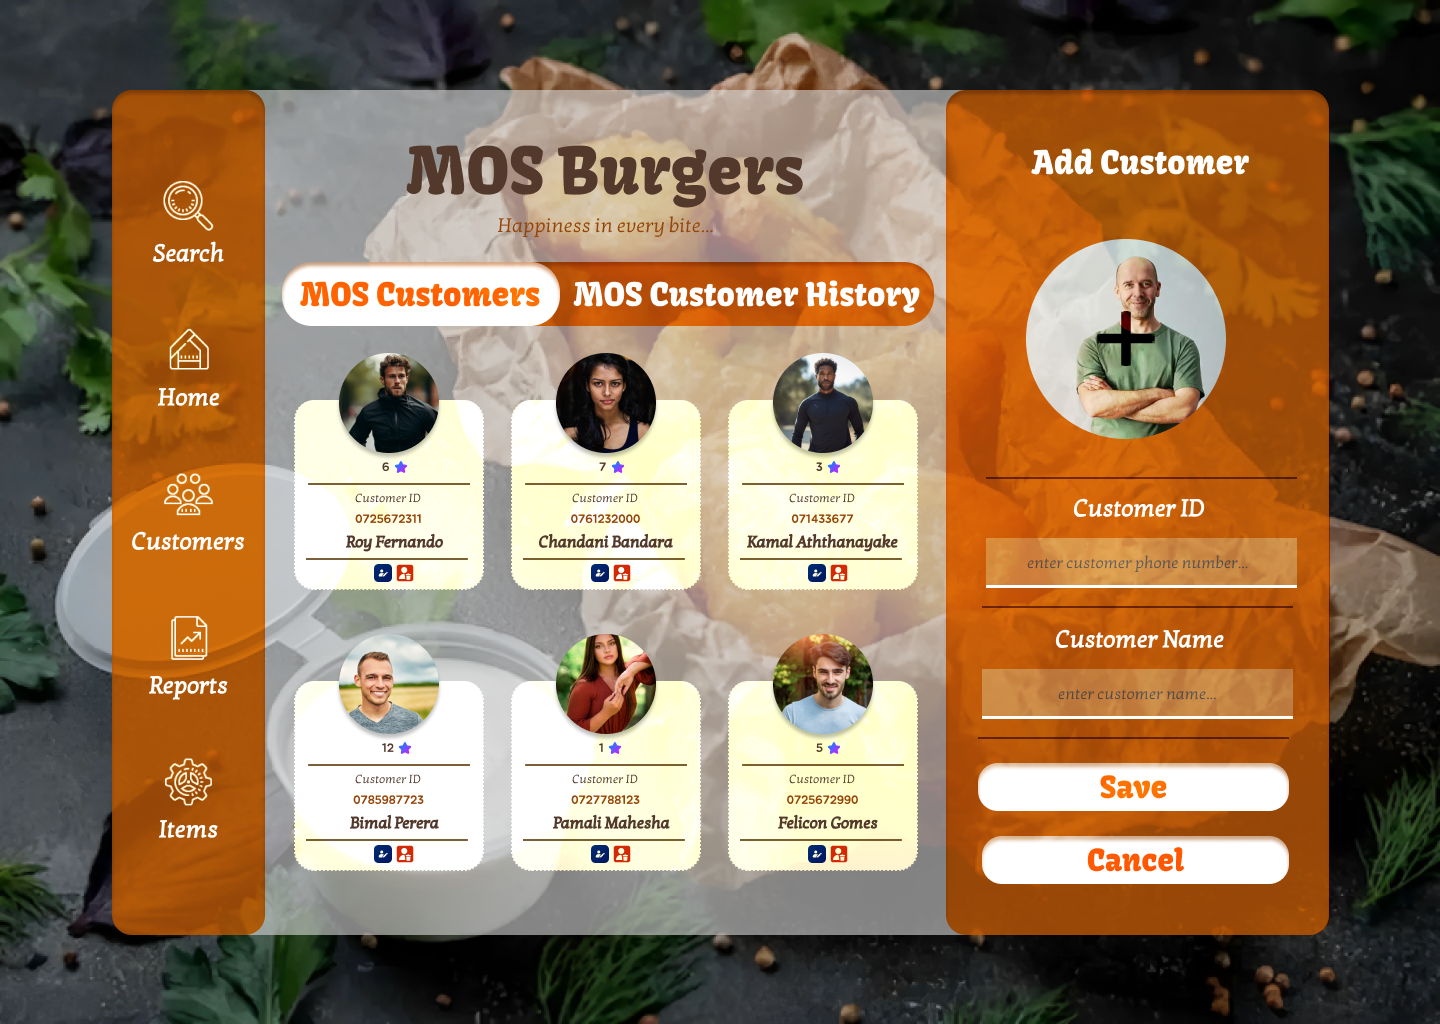 Search
Home
Customers
Reports
Items
MOS Burgers
Happiness in every bite...
MOS Customers
MOS Customer History
6
Customer ID
0725672311
Roy Fernando
7
Customer ID
0761232000
Chandani Bandara
3
Customer ID
071433677
Kamal Aththanayake
12
Customer ID
0785987723
Bimal Perera
1
Customer ID
0727788123
Pamali Mahesha
5
Customer ID
0725672990
Felicon Gomes
Add Customer
Customer ID
enter customer phone number...
Customer Name
enter customer name...
Save
Cancel